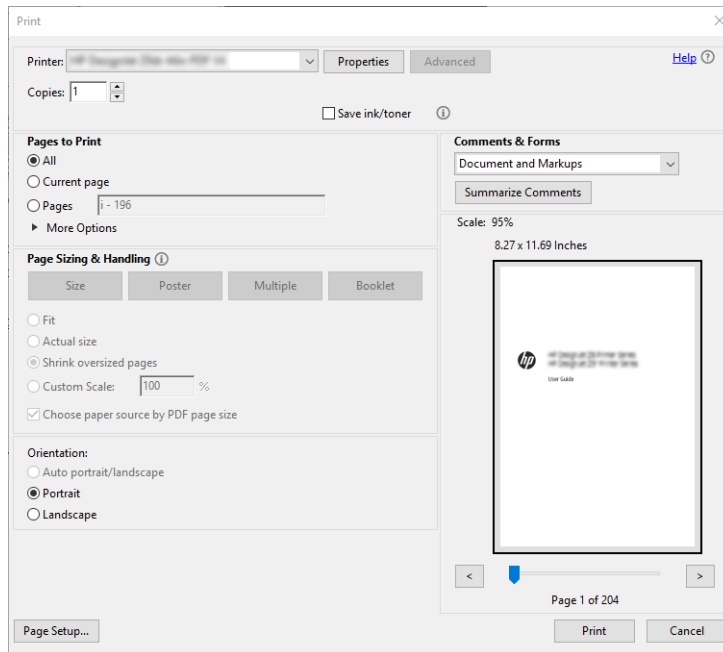 Print
Printer:
Properties
Advanced
Help
Copies: 1
Save ink/toner
Pages to Print
All
Current page
Pages i - 196
More Options
Comments & Forms
Document and Markups
Summarize Comments
Scale: 95%
8.27 x 11.69 Inches
Page Sizing & Handling
Size
Poster
Multiple
Booklet
Fit
Actual size
Shrink oversized pages
Custom Scale: 100 %
Choose paper source by PDF page size
hp
User Guide
Orientation:
Auto portrait/landscape
Portrait
Landscape
<
>
Page 1 of 204
Page Setup...
Print
Cancel